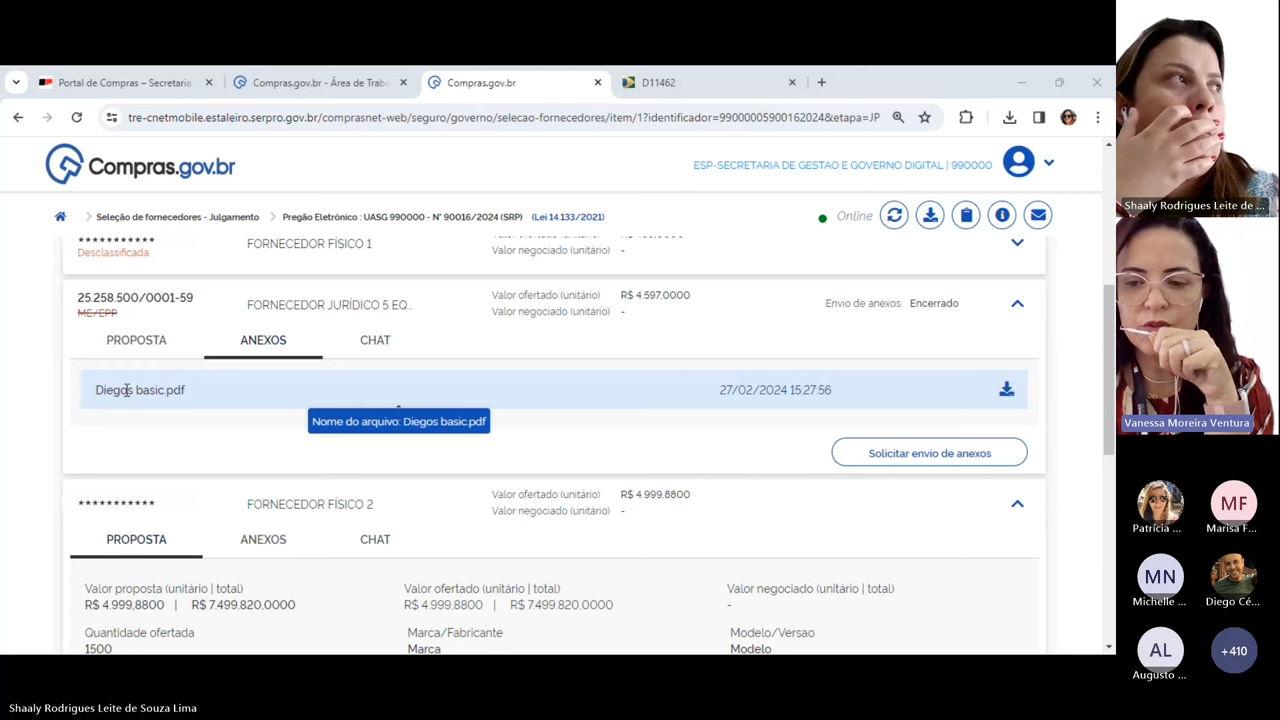 Portal de Compras – Secretaria
Compras.gov.br - Área de Traba
Compras.gov.br
D11462
tre-cnetmobile.estaleiro.serpro.gov.br/comprasnet-web/seguro/governo/selecao-fornecedores/item/1?identificador=99000005900162024&etapa=JP
Compras.gov.br
ESP-SECRETARIA DE GESTAO E GOVERNO DIGITAL | 990000
Seleção de fornecedores - Julgamento
Pregão Eletrônico : UASG 990000 - N° 90016/2024 (SRP) (Lei 14.133/2021)
Online
***********
FORNECEDOR FÍSICO 1
Desclassificada
Valor negociado (unitário) -
25.258.500/0001-59
ME/EPP
FORNECEDOR JURÍDICO 5 EQ...
Valor ofertado (unitário) R$ 4.597,0000
Valor negociado (unitário) -
Envio de anexos: Encerrado
PROPOSTA ANEXOS CHAT
Diegos basic.pdf 27/02/2024 15:27:56
Nome do arquivo: Diegos basic.pdf
Solicitar envio de anexos
***********
FORNECEDOR FÍSICO 2
Valor ofertado (unitário) R$ 4.999,8800
Valor negociado (unitário) -
PROPOSTA ANEXOS CHAT
Valor proposta (unitário | total) Valor ofertado (unitário | total) Valor negociado (unitário | total)
R$ 4.999,8800 | R$ 7.499.820,0000 R$ 4.999,8800 | R$ 7.499.820,0000 -
Quantidade ofertada Marca/Fabricante Modelo/Versao
1500 Marca Modelo
Shaaly Rodrigues Leite de ...
Vanessa Moreira Ventura
Patrícia ...
MF
Marisa F...
MN
Michelle ...
Diego Cé...
AL
Augusto ...
+410
Shaaly Rodrigues Leite de Souza Lima